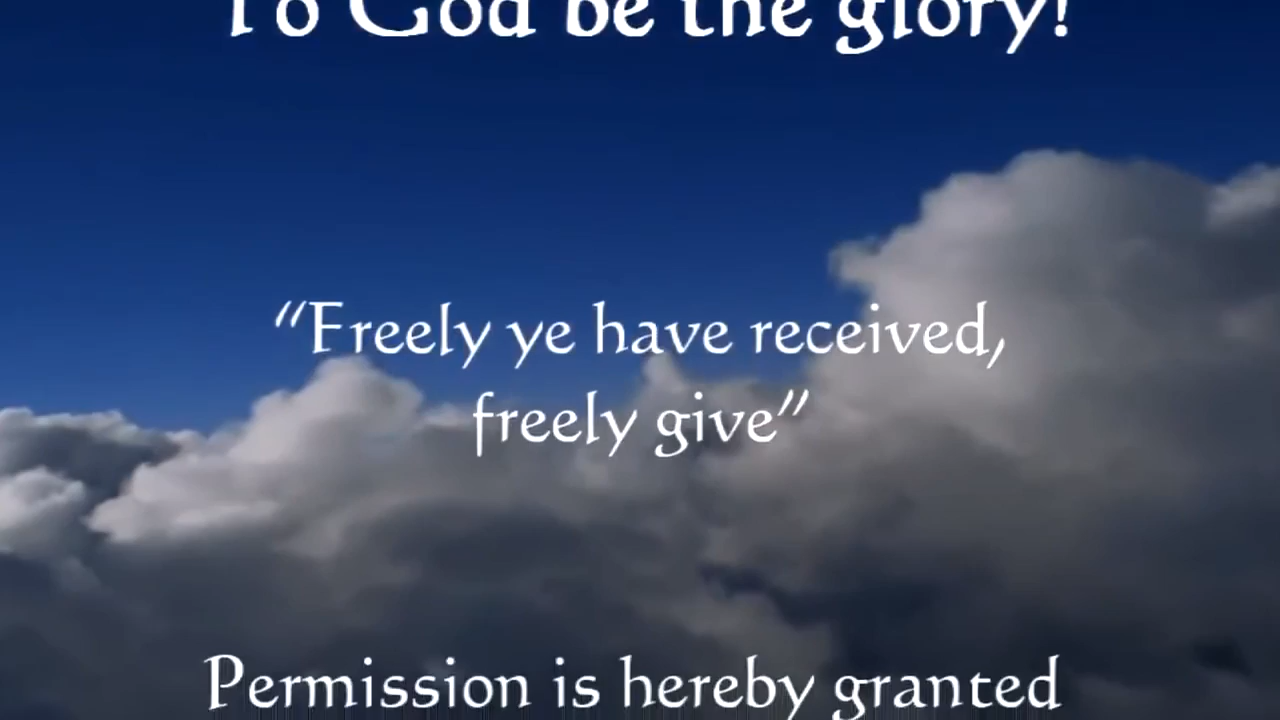 To God be the glory!
“Freely ye have received,
freely give”
Permission is hereby granted